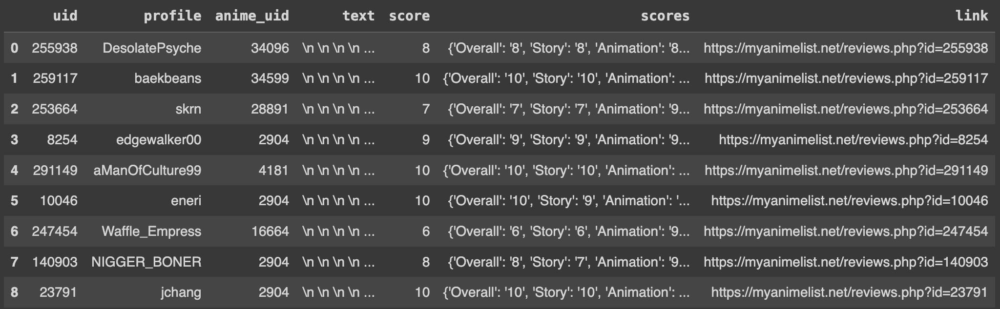 uid profile anime_uid text score scores link
0 255938 DesolatePsyche 34096 \n \n \n \n ... 8 {'Overall': '8', 'Story': '8', 'Animation': '8... https://myanimelist.net/reviews.php?id=255938
1 259117 baekbeans 34599 \n \n \n \n ... 10 {'Overall': '10', 'Story': '10', 'Animation': ... https://myanimelist.net/reviews.php?id=259117
2 253664 skrn 28891 \n \n \n \n ... 7 {'Overall': '7', 'Story': '7', 'Animation': '9... https://myanimelist.net/reviews.php?id=253664
3 8254 edgewalker00 2904 \n \n \n \n ... 9 {'Overall': '9', 'Story': '9', 'Animation': '9... https://myanimelist.net/reviews.php?id=8254
4 291149 aManOfCulture99 4181 \n \n \n \n ... 10 {'Overall': '10', 'Story': '10', 'Animation': ... https://myanimelist.net/reviews.php?id=291149
5 10046 eneri 2904 \n \n \n \n ... 10 {'Overall': '10', 'Story': '9', 'Animation': '... https://myanimelist.net/reviews.php?id=10046
6 247454 Waffle_Empress 16664 \n \n \n \n ... 6 {'Overall': '6', 'Story': '6', 'Animation': '9... https://myanimelist.net/reviews.php?id=247454
7 140903 NIGGER_BONER 2904 \n \n \n \n ... 8 {'Overall': '8', 'Story': '7', 'Animation': '9... https://myanimelist.net/reviews.php?id=140903
8 23791 jchang 2904 \n \n \n \n ... 10 {'Overall': '10', 'Story': '10', 'Animation': ... https://myanimelist.net/reviews.php?id=23791